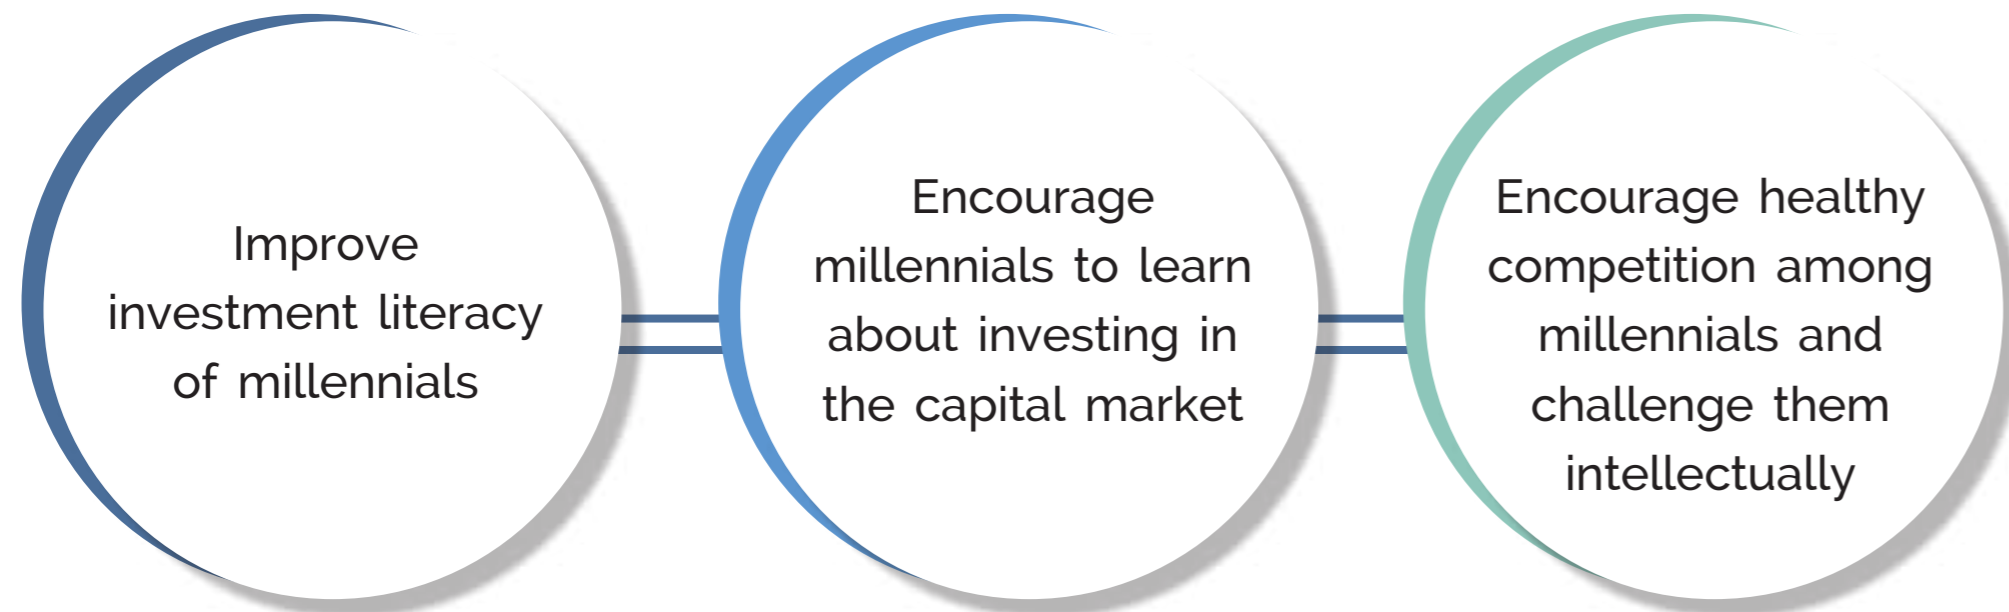 Improve
investment literacy
of millennials
Encourage
millennials to learn
about investing in
the capital market
Encourage healthy
competition among
millennials and
challenge them
intellectually